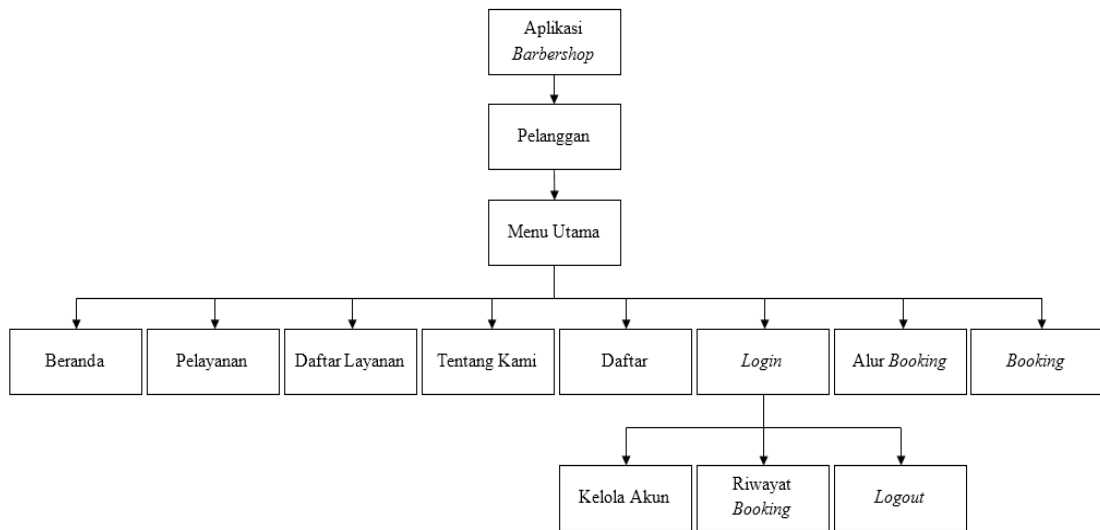 Aplikasi
Barbershop
Pelanggan
Menu Utama
Beranda
Pelayanan
Daftar Layanan
Tentang Kami
Daftar
Login
Alur Booking
Booking
Kelola Akun
Riwayat
Booking
Logout